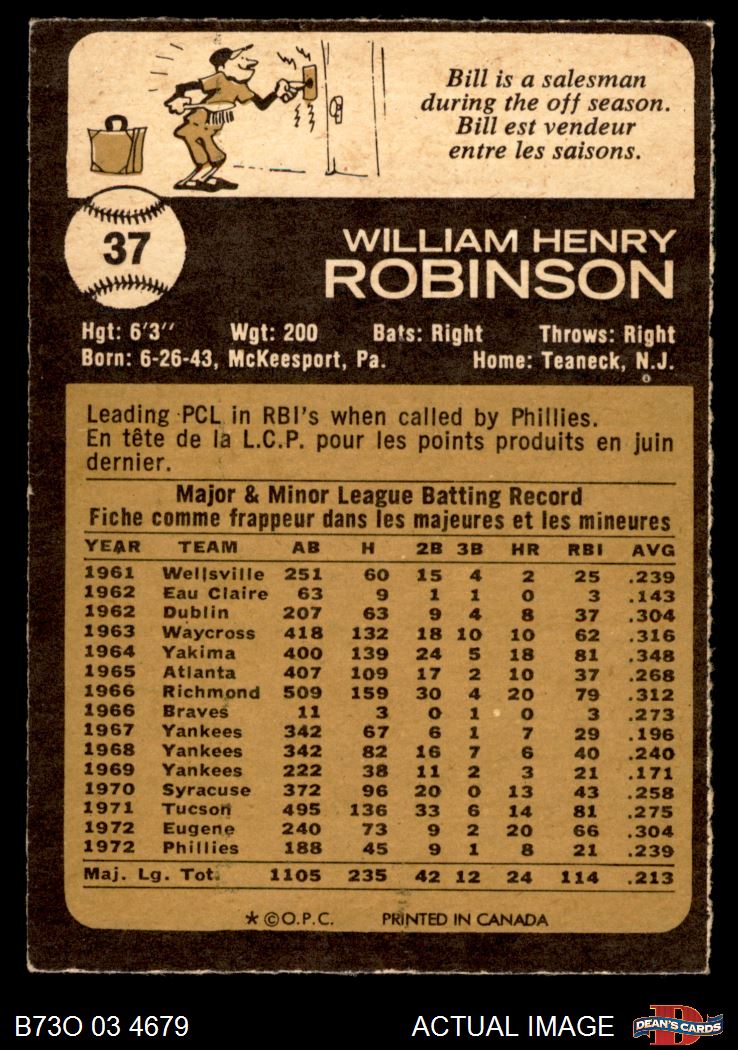 Bill is a salesman
during the off season.
Bill est vendeur
entre les saisons.
37
WILLIAM HENRY
ROBINSON
Hgt: 6'3" Wgt: 200 Bats: Right Throws: Right
Born: 6-26-43, McKeesport, Pa. Home: Teaneck, N.J.
Leading PCL in RBI's when called by Phillies.
En tête de la L.C.P. pour les points produits en juin
dernier.
Major & Minor League Batting Record
Fiche comme frappeur dans les majeures et les mineures
YEAR TEAM AB H 2B 3B HR RBI AVG
1961 Wellsville 251 60 15 4 2 25 .239
1962 Eau Claire 63 9 1 1 0 3 .143
1962 Dublin 207 63 9 4 8 37 .304
1963 Waycross 418 132 18 10 10 62 .316
1964 Yakima 400 139 24 5 18 81 .348
1965 Atlanta 407 109 17 2 10 37 .268
1966 Richmond 509 159 30 4 20 79 .312
1966 Braves 11 3 0 1 0 3 .273
1967 Yankees 342 67 6 1 7 29 .196
1968 Yankees 342 82 16 7 6 40 .240
1969 Yankees 222 38 11 2 3 21 .171
1970 Syracuse 372 96 20 0 13 43 .258
1971 Tucson 495 136 33 6 14 81 .275
1972 Eugene 240 73 9 2 20 66 .304
1972 Phillies 188 45 9 1 8 21 .239
Maj. Lg. Tot. 1105 235 42 12 24 114 .213
* © O.P.C. PRINTED IN CANADA
B73O 03 4679 ACTUAL IMAGE D DEAN'S CARDS